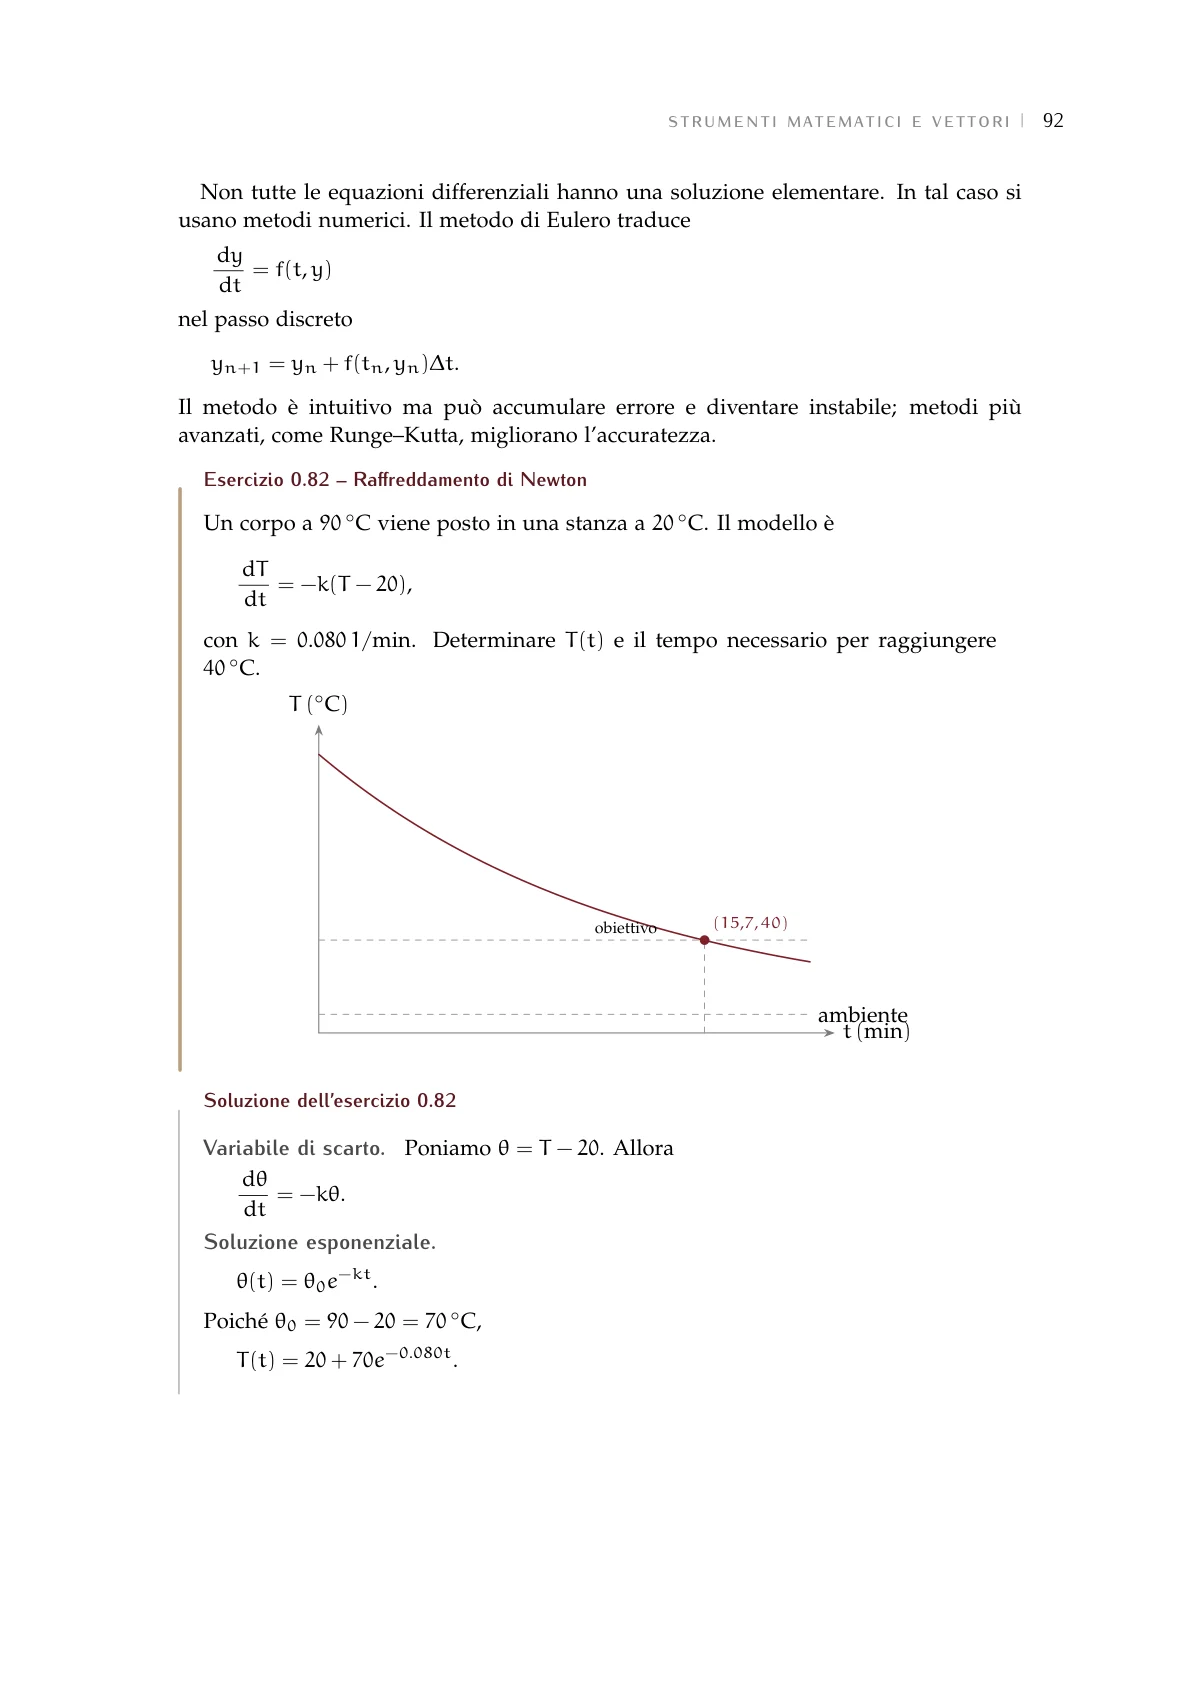 STRUMENTI MATEMATICI E VETTORI | 92
Non tutte le equazioni differenziali hanno una soluzione elementare. In tal caso si
usano metodi numerici. Il metodo di Eulero traduce
dy/dt = f(t, y)
nel passo discreto
yₙ₊₁ = yₙ + f(tₙ, yₙ)Δt.
Il metodo è intuitivo ma può accumulare errore e diventare instabile; metodi più
avanzati, come Runge–Kutta, migliorano l'accuratezza.
Esercizio 0.82 – Raffreddamento di Newton
Un corpo a 90 °C viene posto in una stanza a 20 °C. Il modello è
dT/dt = −k(T − 20),
con k = 0.080 1/min. Determinare T(t) e il tempo necessario per raggiungere
40 °C.
T (°C)
(15,7, 40)
obiettivo
ambiente
t (min)
Soluzione dell'esercizio 0.82
Variabile di scarto. Poniamo θ = T − 20. Allora
dθ/dt = −kθ.
Soluzione esponenziale.
θ(t) = θ₀e^{−kt}.
Poiché θ₀ = 90 − 20 = 70 °C,
T(t) = 20 + 70e^{−0.080t}.